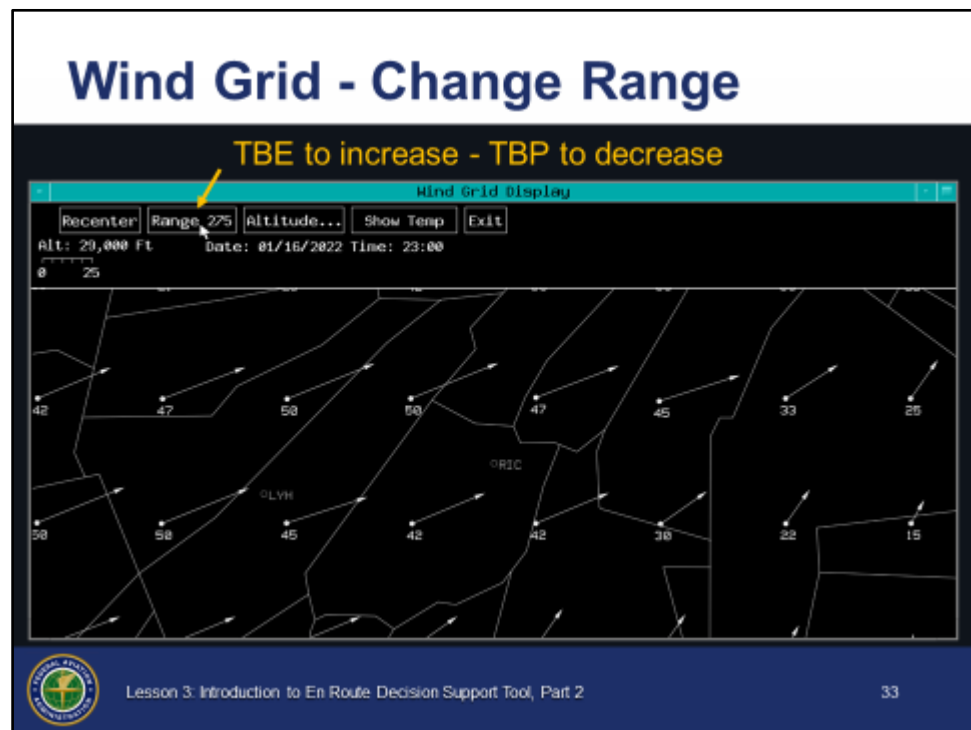 Wind Grid - Change Range
TBE to increase - TBP to decrease
Wind Grid Display
Recenter Range 275 Altitude... Show Temp Exit
Alt: 29,000 Ft Date: 01/16/2022 Time: 23:00
0 25
42 47 50 50 47 45 33 25
RIC
LYH
50 50 45 42 42 30 22 15
FEDERAL AVIATION
ADMINISTRATION
Lesson 3: Introduction to En Route Decision Support Tool, Part 2 33